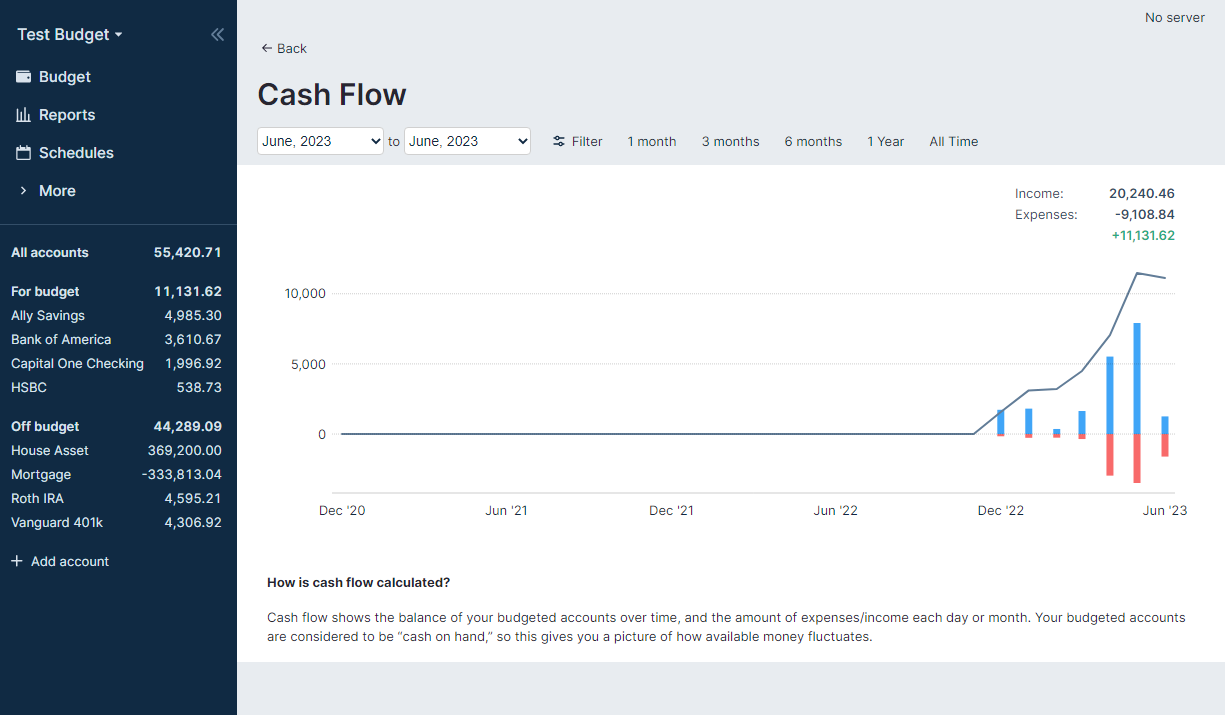 Test Budget
Budget
Reports
Schedules
More
All accounts 55,420.71
For budget 11,131.62
Ally Savings 4,985.30
Bank of America 3,610.67
Capital One Checking 1,996.92
HSBC 538.73
Off budget 44,289.09
House Asset 369,200.00
Mortgage -333,813.04
Roth IRA 4,595.21
Vanguard 401k 4,306.92
Add account
No server
Back
Cash Flow
June, 2023 to June, 2023 Filter 1 month 3 months 6 months 1 Year All Time
Income: 20,240.46
Expenses: -9,108.84
+11,131.62
10,000
5,000
0
Dec '20 Jun '21 Dec '21 Jun '22 Dec '22 Jun '23
How is cash flow calculated?
Cash flow shows the balance of your budgeted accounts over time, and the amount of expenses/income each day or month. Your budgeted accounts
are considered to be “cash on hand,” so this gives you a picture of how available money fluctuates.